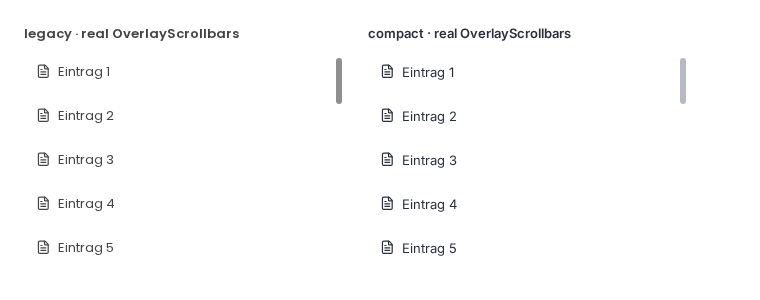 legacy · real OverlayScrollbars
Eintrag 1
Eintrag 2
Eintrag 3
Eintrag 4
Eintrag 5
compact · real OverlayScrollbars
Eintrag 1
Eintrag 2
Eintrag 3
Eintrag 4
Eintrag 5